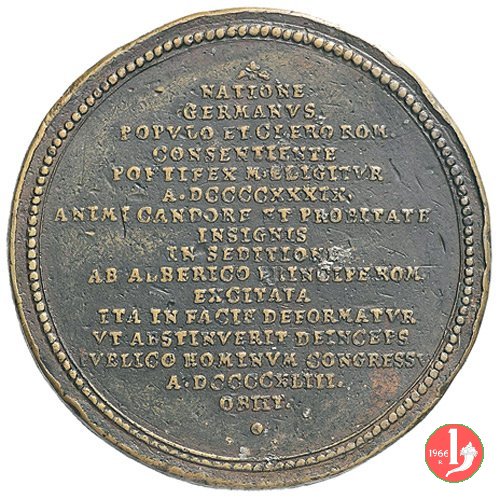 NATIONE
GERMANVS
POPVLO ET CLERO ROM.
CONSENTIENTE
PONTIFEX M. ELIGITVR
A. DCCCCXXXIX.
ANIMI CANDORE ET PROBITATE
INSIGNIS
IN SEDITIONE
AB ALBERICO PRINCIPE ROM.
EXCITATA
ITA IN FACIE DEFORMATVR
VT ABSTINVERIT DEINCEPS
PVBLICO HOMINVM CONGRESSV
A. DCCCCXLIII.
OBIIT.
1966
R